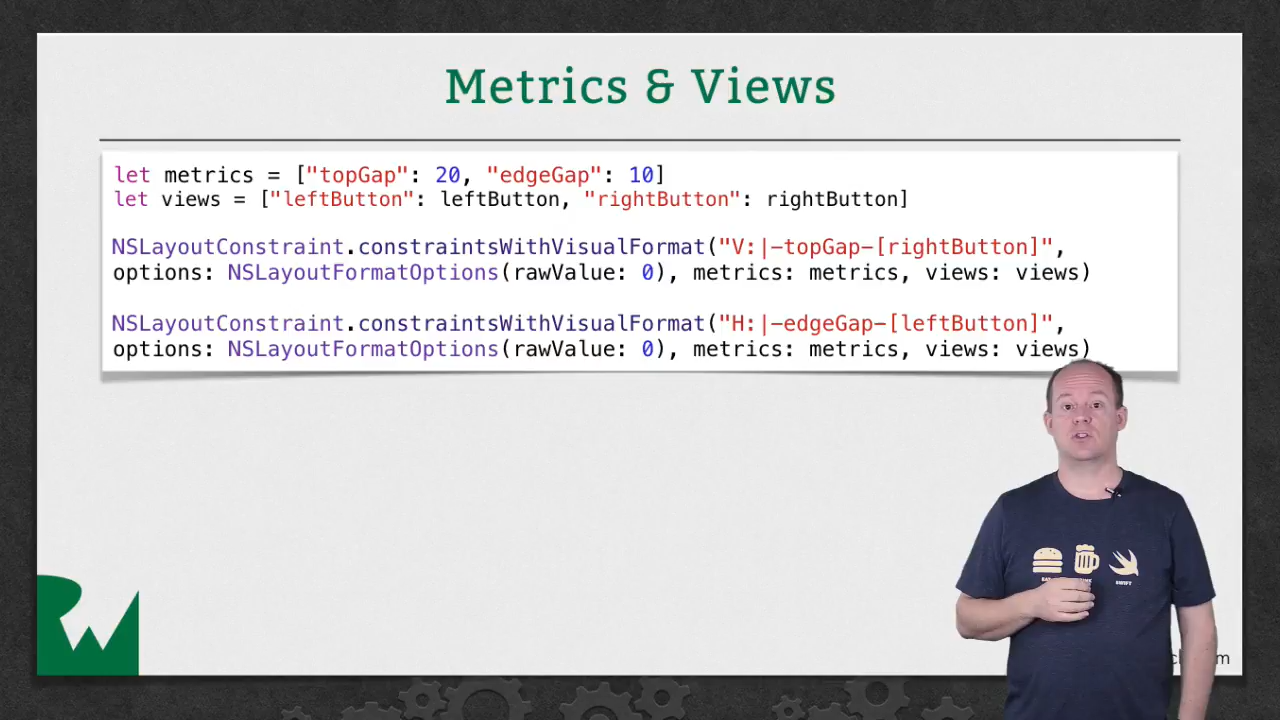 Metrics & Views
let metrics = ["topGap": 20, "edgeGap": 10]
let views = ["leftButton": leftButton, "rightButton": rightButton]
NSLayoutConstraint.constraintsWithVisualFormat("V:|-topGap-[rightButton]",
options: NSLayoutFormatOptions(rawValue: 0), metrics: metrics, views: views)
NSLayoutConstraint.constraintsWithVisualFormat("H:|-edgeGap-[leftButton]",
options: NSLayoutFormatOptions(rawValue: 0), metrics: metrics, views: views)
SWIFT